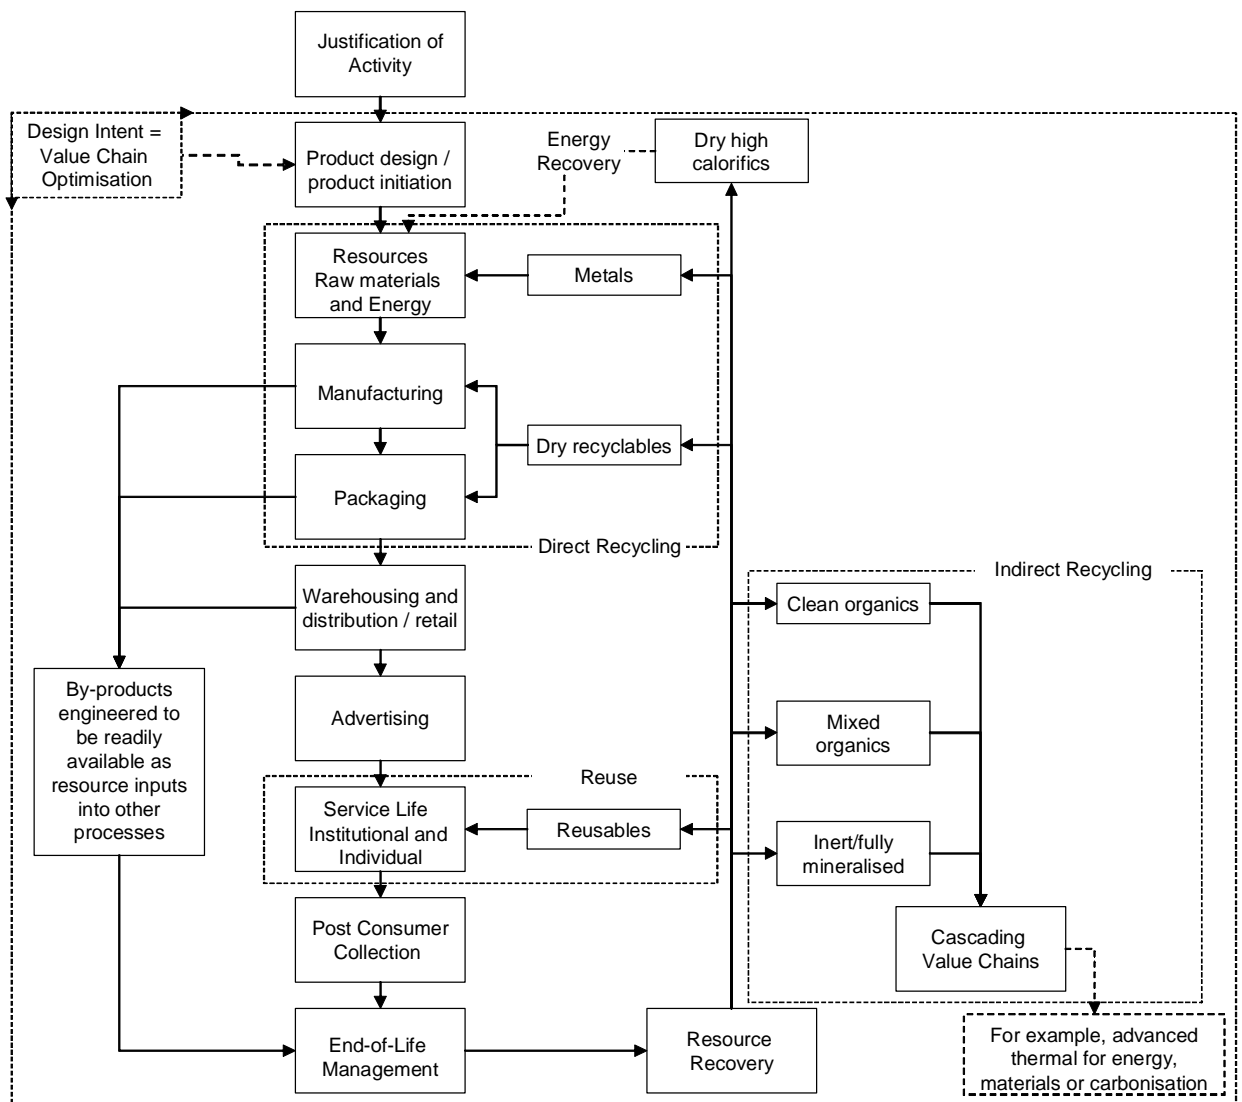 Justification of
Activity
Design Intent =
Value Chain
Optimisation
Product design /
product initiation
Energy
Recovery
Dry high
calorifics
Resources
Raw materials
and Energy
Metals
Manufacturing
Dry recyclables
Packaging
Direct Recycling
Indirect Recycling
Warehousing and
distribution / retail
Clean organics
By-products
engineered to
be readily
available as
resource inputs
into other
processes
Advertising
Mixed
organics
Reuse
Service Life
Institutional and
Individual
Reusables
Inert/fully
mineralised
Post Consumer
Collection
Cascading
Value Chains
End-of-Life
Management
Resource
Recovery
For example, advanced
thermal for energy,
materials or carbonisation